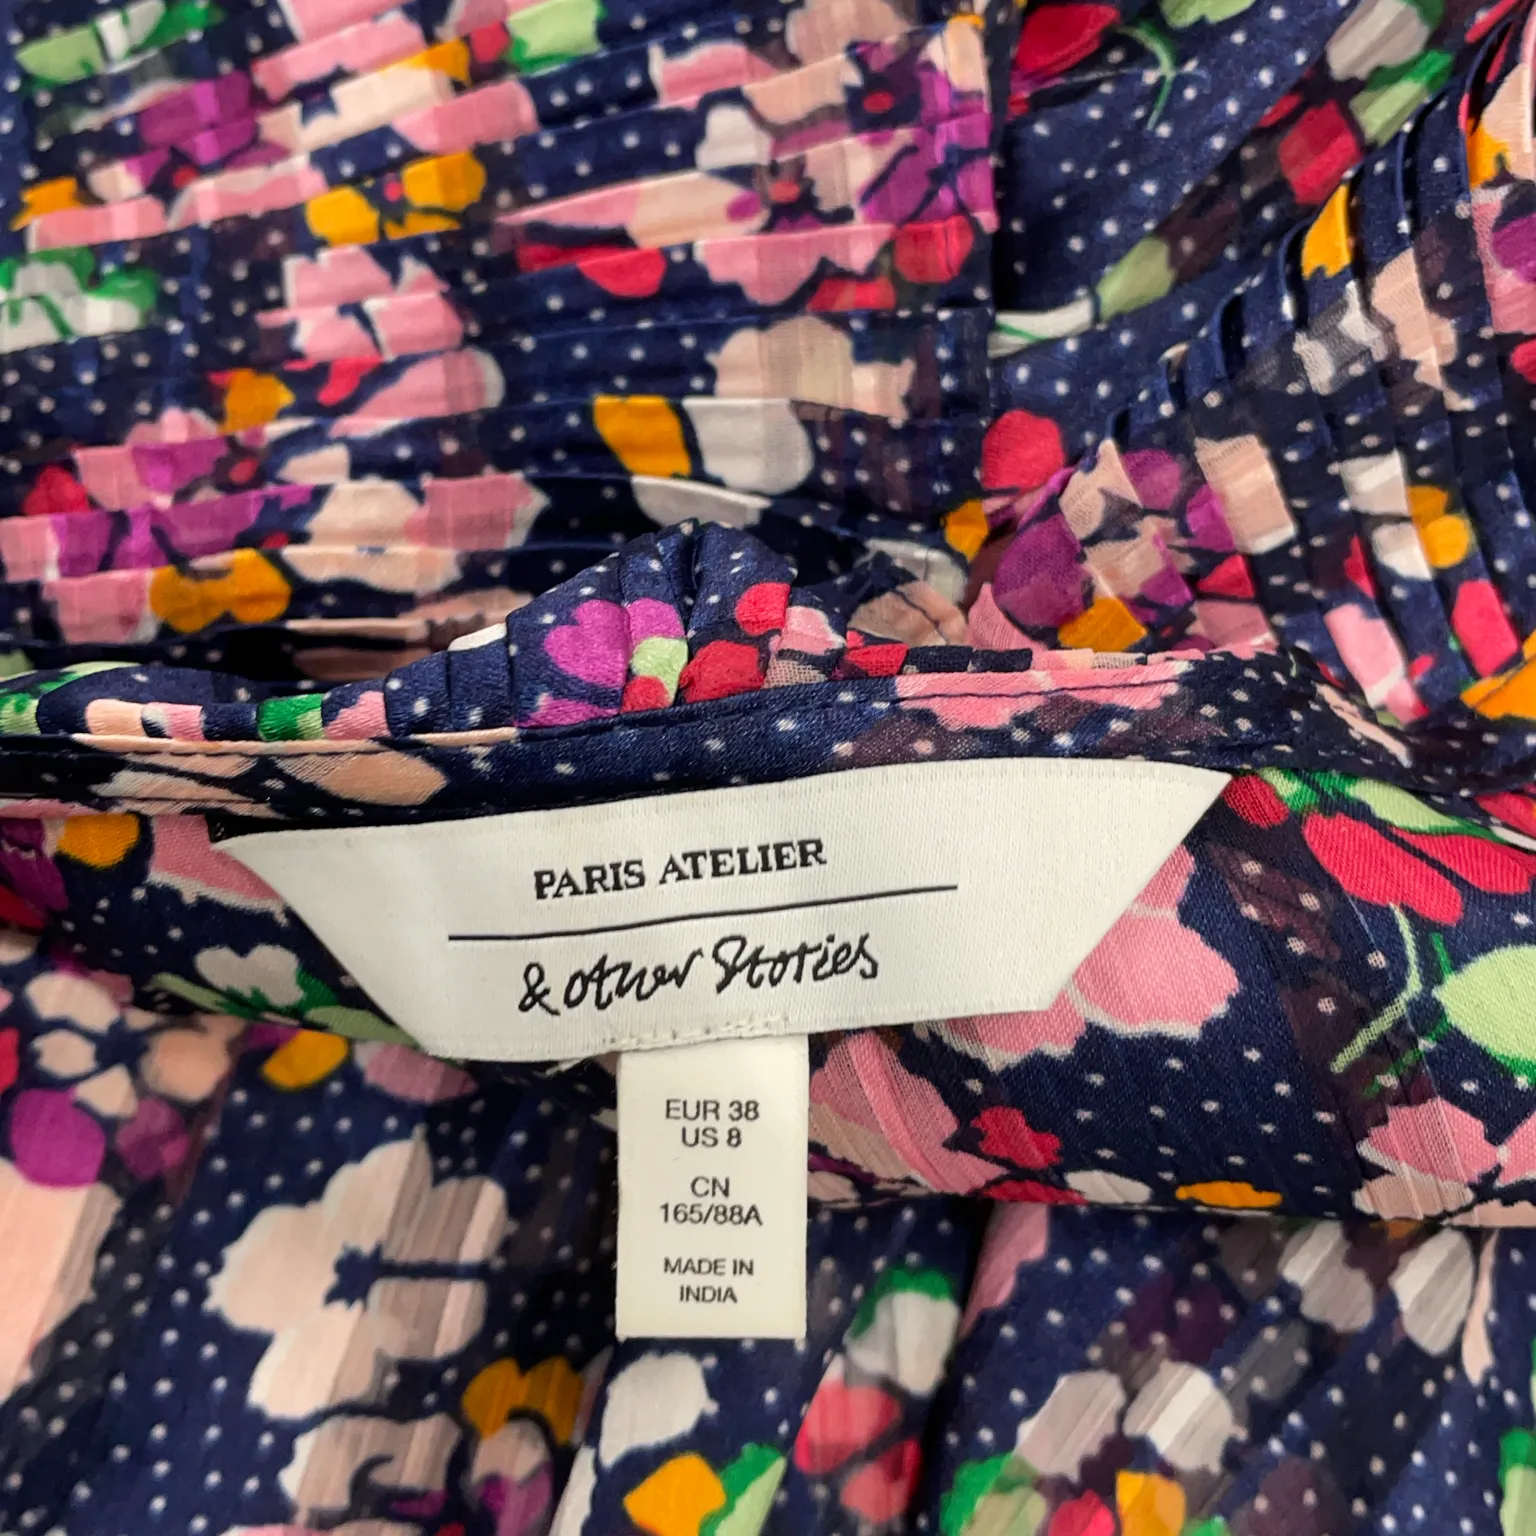 PARIS ATELIER
& other Stories
EUR 38
US 8
CN
165/88A
MADE IN
INDIA